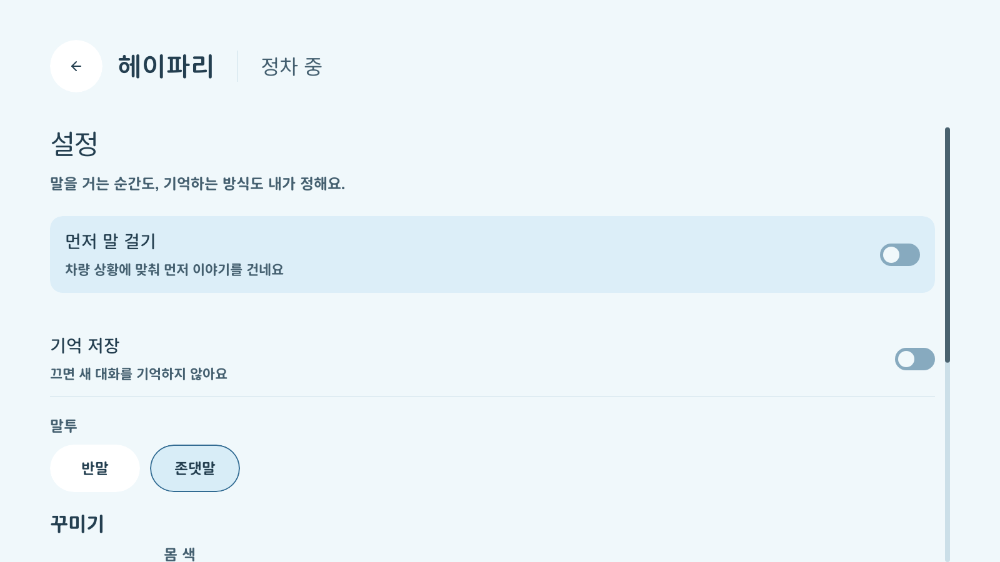 헤이파리
정차 중
설정
말을 거는 순간도, 기억하는 방식도 내가 정해요.
먼저 말 걸기
차량 상황에 맞춰 먼저 이야기를 건네요
기억 저장
끄면 새 대화를 기억하지 않아요
말투
반말
존댓말
꾸미기
몸 색